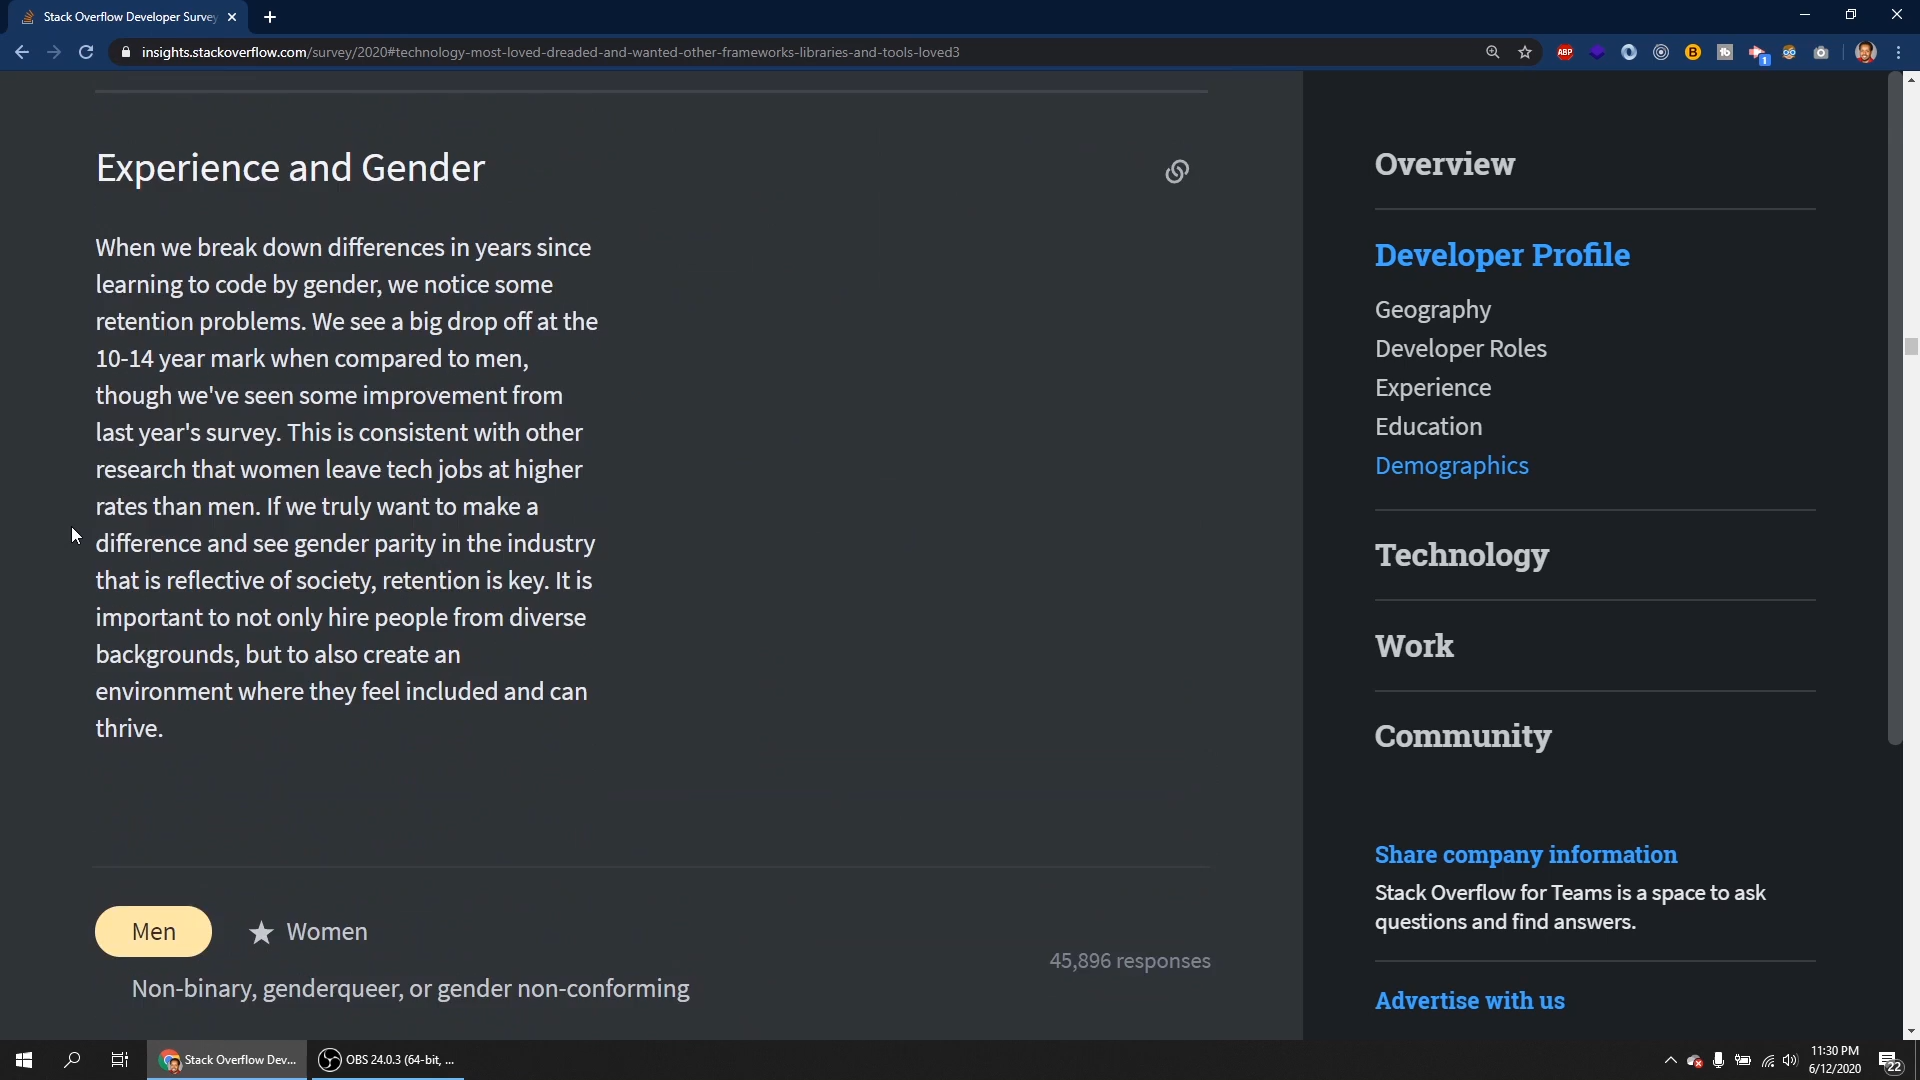 Stack Overflow Developer Survey
insights.stackoverflow.com/survey/2020#technology-most-loved-dreaded-and-wanted-other-frameworks-libraries-and-tools-loved3
ABP
B
tb
1
Experience and Gender
When we break down differences in years since
learning to code by gender, we notice some
retention problems. We see a big drop off at the
10-14 year mark when compared to men,
though we've seen some improvement from
last year's survey. This is consistent with other
research that women leave tech jobs at higher
rates than men. If we truly want to make a
difference and see gender parity in the industry
that is reflective of society, retention is key. It is
important to not only hire people from diverse
backgrounds, but to also create an
environment where they feel included and can
thrive.
Men
Women
Non-binary, genderqueer, or gender non-conforming
45,896 responses
Overview
Developer Profile
Geography
Developer Roles
Experience
Education
Demographics
Technology
Work
Community
Share company information
Stack Overflow for Teams is a space to ask
questions and find answers.
Advertise with us
Stack Overflow Dev...
OBS 24.0.3 (64-bit, ...
11:30 PM
6/12/2020
22